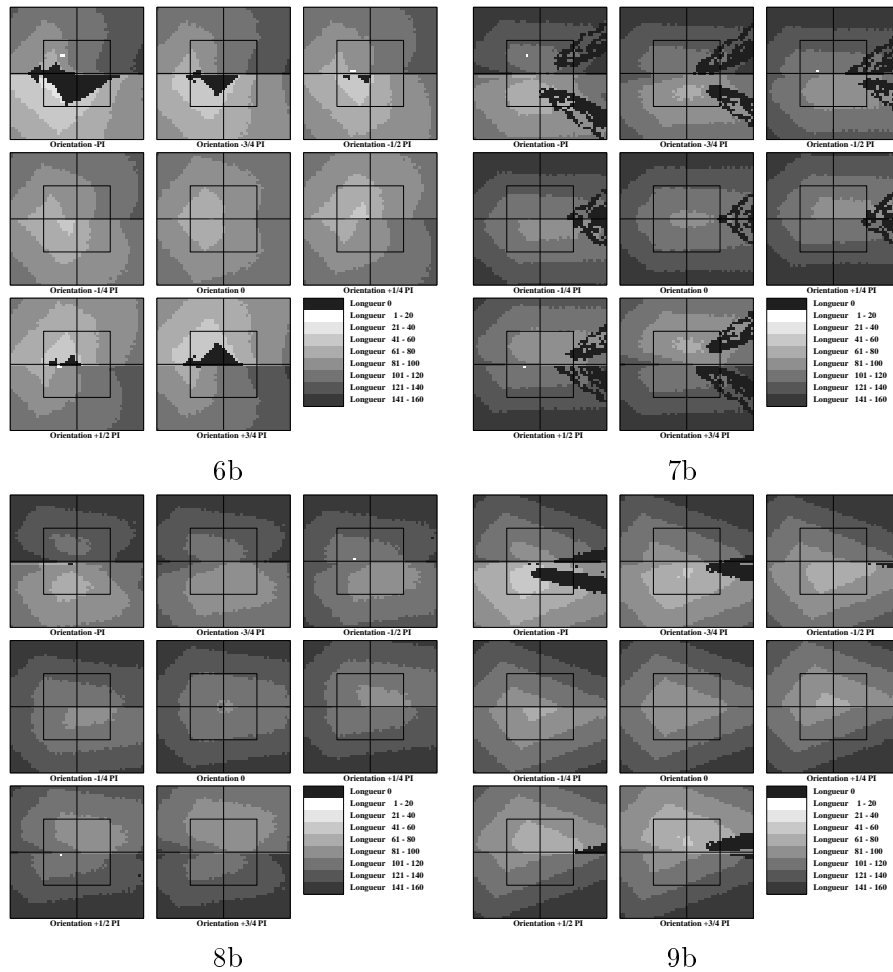 Orientation -PI
Orientation -3/4 PI
Orientation -1/2 PI
Orientation -1/4 PI
Orientation 0
Orientation +1/4 PI
Orientation +1/2 PI
Orientation +3/4 PI
Longueur 0
Longueur 1 - 20
Longueur 21 - 40
Longueur 41 - 60
Longueur 61 - 80
Longueur 81 - 100
Longueur 101 - 120
Longueur 121 - 140
Longueur 141 - 160
6b
Orientation -PI
Orientation -3/4 PI
Orientation -1/2 PI
Orientation -1/4 PI
Orientation 0
Orientation +1/4 PI
Orientation +1/2 PI
Orientation +3/4 PI
Longueur 0
Longueur 1 - 20
Longueur 21 - 40
Longueur 41 - 60
Longueur 61 - 80
Longueur 81 - 100
Longueur 101 - 120
Longueur 121 - 140
Longueur 141 - 160
7b
Orientation -PI
Orientation -3/4 PI
Orientation -1/2 PI
Orientation -1/4 PI
Orientation 0
Orientation +1/4 PI
Orientation +1/2 PI
Orientation +3/4 PI
Longueur 0
Longueur 1 - 20
Longueur 21 - 40
Longueur 41 - 60
Longueur 61 - 80
Longueur 81 - 100
Longueur 101 - 120
Longueur 121 - 140
Longueur 141 - 160
8b
Orientation -PI
Orientation -3/4 PI
Orientation -1/2 PI
Orientation -1/4 PI
Orientation 0
Orientation +1/4 PI
Orientation +1/2 PI
Orientation +3/4 PI
Longueur 0
Longueur 1 - 20
Longueur 21 - 40
Longueur 41 - 60
Longueur 61 - 80
Longueur 81 - 100
Longueur 101 - 120
Longueur 121 - 140
Longueur 141 - 160
9b